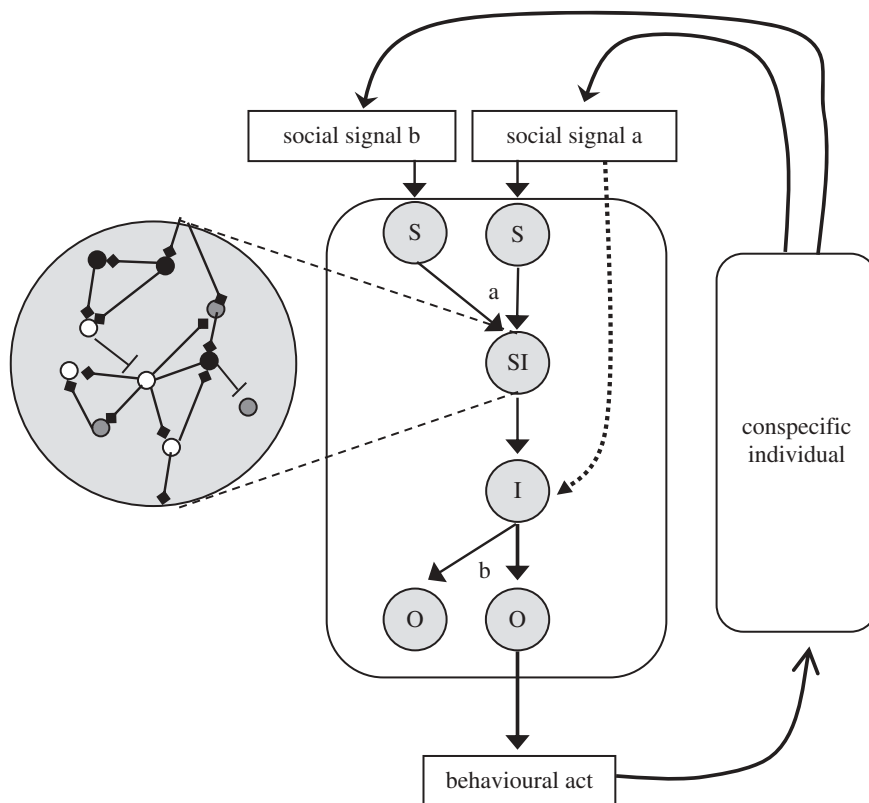 social signal b
social signal a
S
S
a
SI
conspecific
individual
I
b
O
O
behavioural act